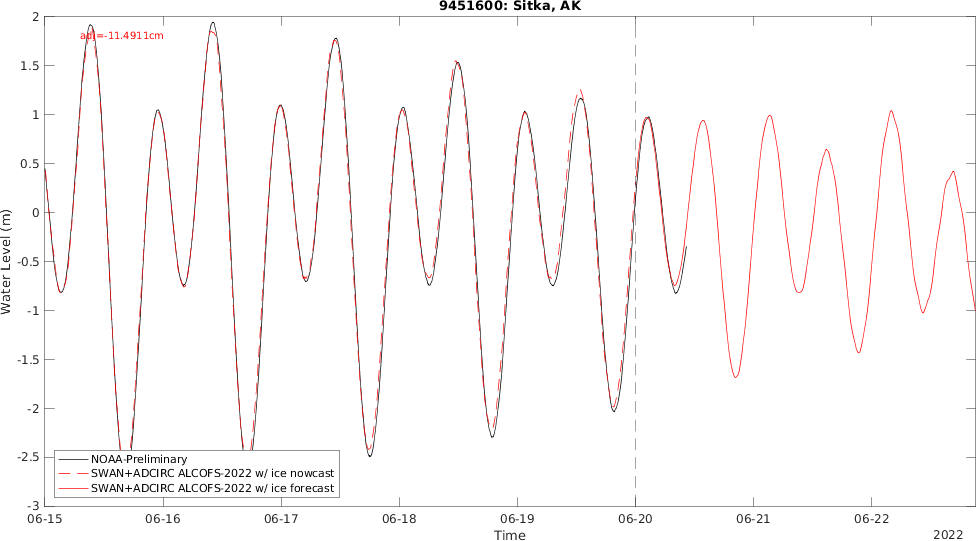 9451600: Sitka, AK
adj=-11.4911cm
2
1.5
1
0.5
0
-0.5
-1
-1.5
-2
-2.5
-3
Water Level (m)
NOAA-Preliminary
SWAN+ADCIRC ALCOFS-2022 w/ ice nowcast
SWAN+ADCIRC ALCOFS-2022 w/ ice forecast
06-15 06-16 06-17 06-18 06-19 06-20 06-21 06-22
Time
2022